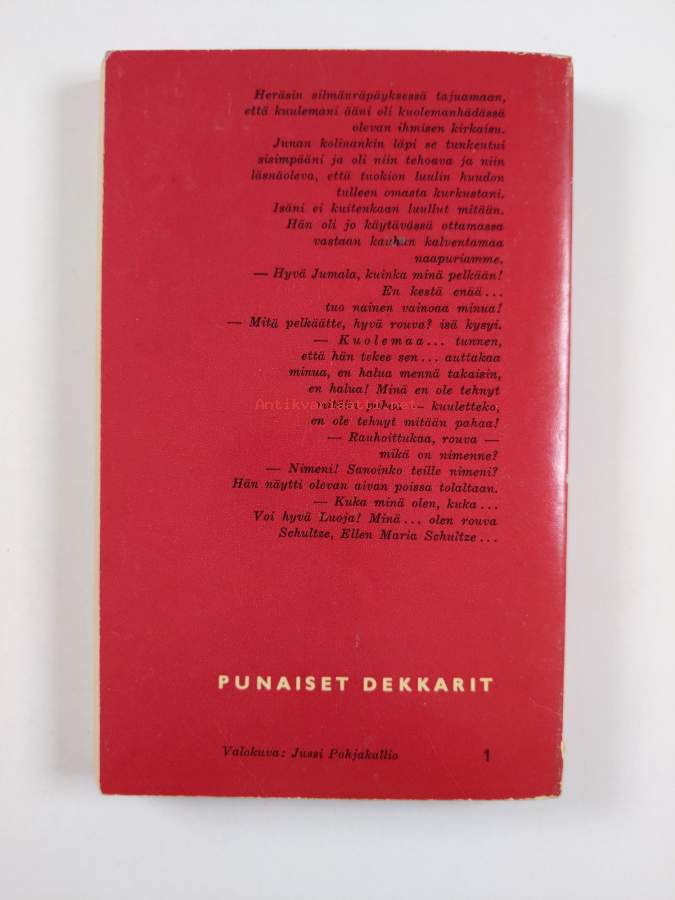 Heräsin silmänräpäyksessä tajuamaan,
että kuulemani ääni oli kuolemanhädässä
olevan ihmisen kirkaisu.
Junan kolinankin läpi se tunkeutui
sisimpääni ja oli niin tehoava ja niin
läsnäoleva, että tuokion luulin huudon
tulleen omasta kurkustani.
Isäni ei kuitenkaan luullut mitään.
Hän oli jo käytävässä ottamassa
vastaan kauhun kalventamaa
naapuriamme.
— Hyvä Jumala, kuinka minä pelkään!
En kestä enää...
tuo nainen vainoaa minua!
— Mitä pelkäätte, hyvä rouva? isä kysyi.
— Kuolemaa... tunnen,
että hän tekee sen... auttakaa
minua, en halua mennä takaisin,
en halua! Minä en ole tehnyt
mitään pahaa — kuuletteko,
en ole tehnyt mitään pahaa!
— Rauhoittukaa, rouva —
mikä on nimenne?
— Nimeni! Sanoinko teille nimeni?
Hän näytti olevan aivan poissa tolaltaan.
— Kuka minä olen, kuka...
Voi hyvä Luoja! Minä... olen rouva
Schultze, Ellen Maria Schultze...
PUNAISET DEKKARIT
Valokuva: Jussi Pohjakallio 1